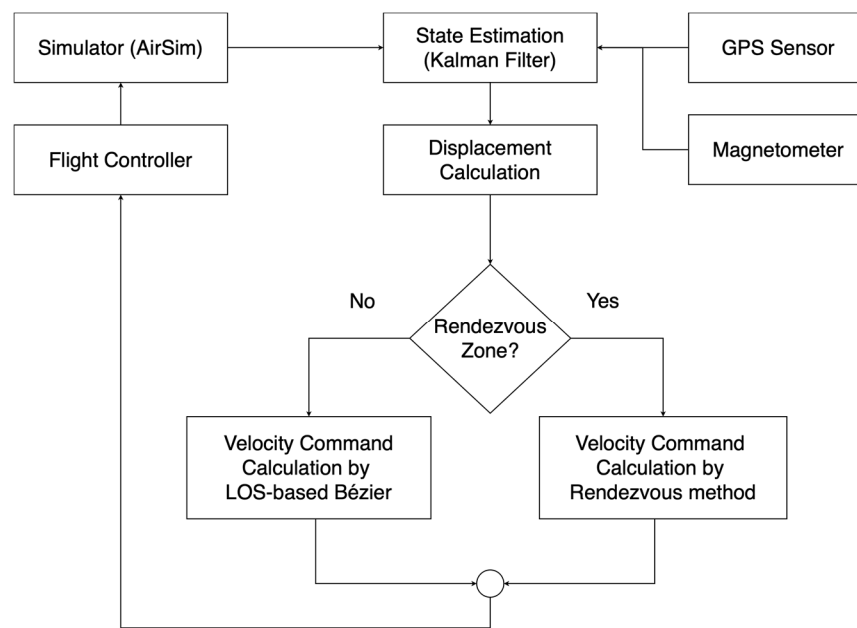 Simulator (AirSim)
State Estimation
(Kalman Filter)
GPS Sensor
Flight Controller
Displacement
Calculation
Magnetometer
No
Yes
Rendezvous
Zone?
Velocity Command
Calculation by
LOS-based Bézier
Velocity Command
Calculation by
Rendezvous method